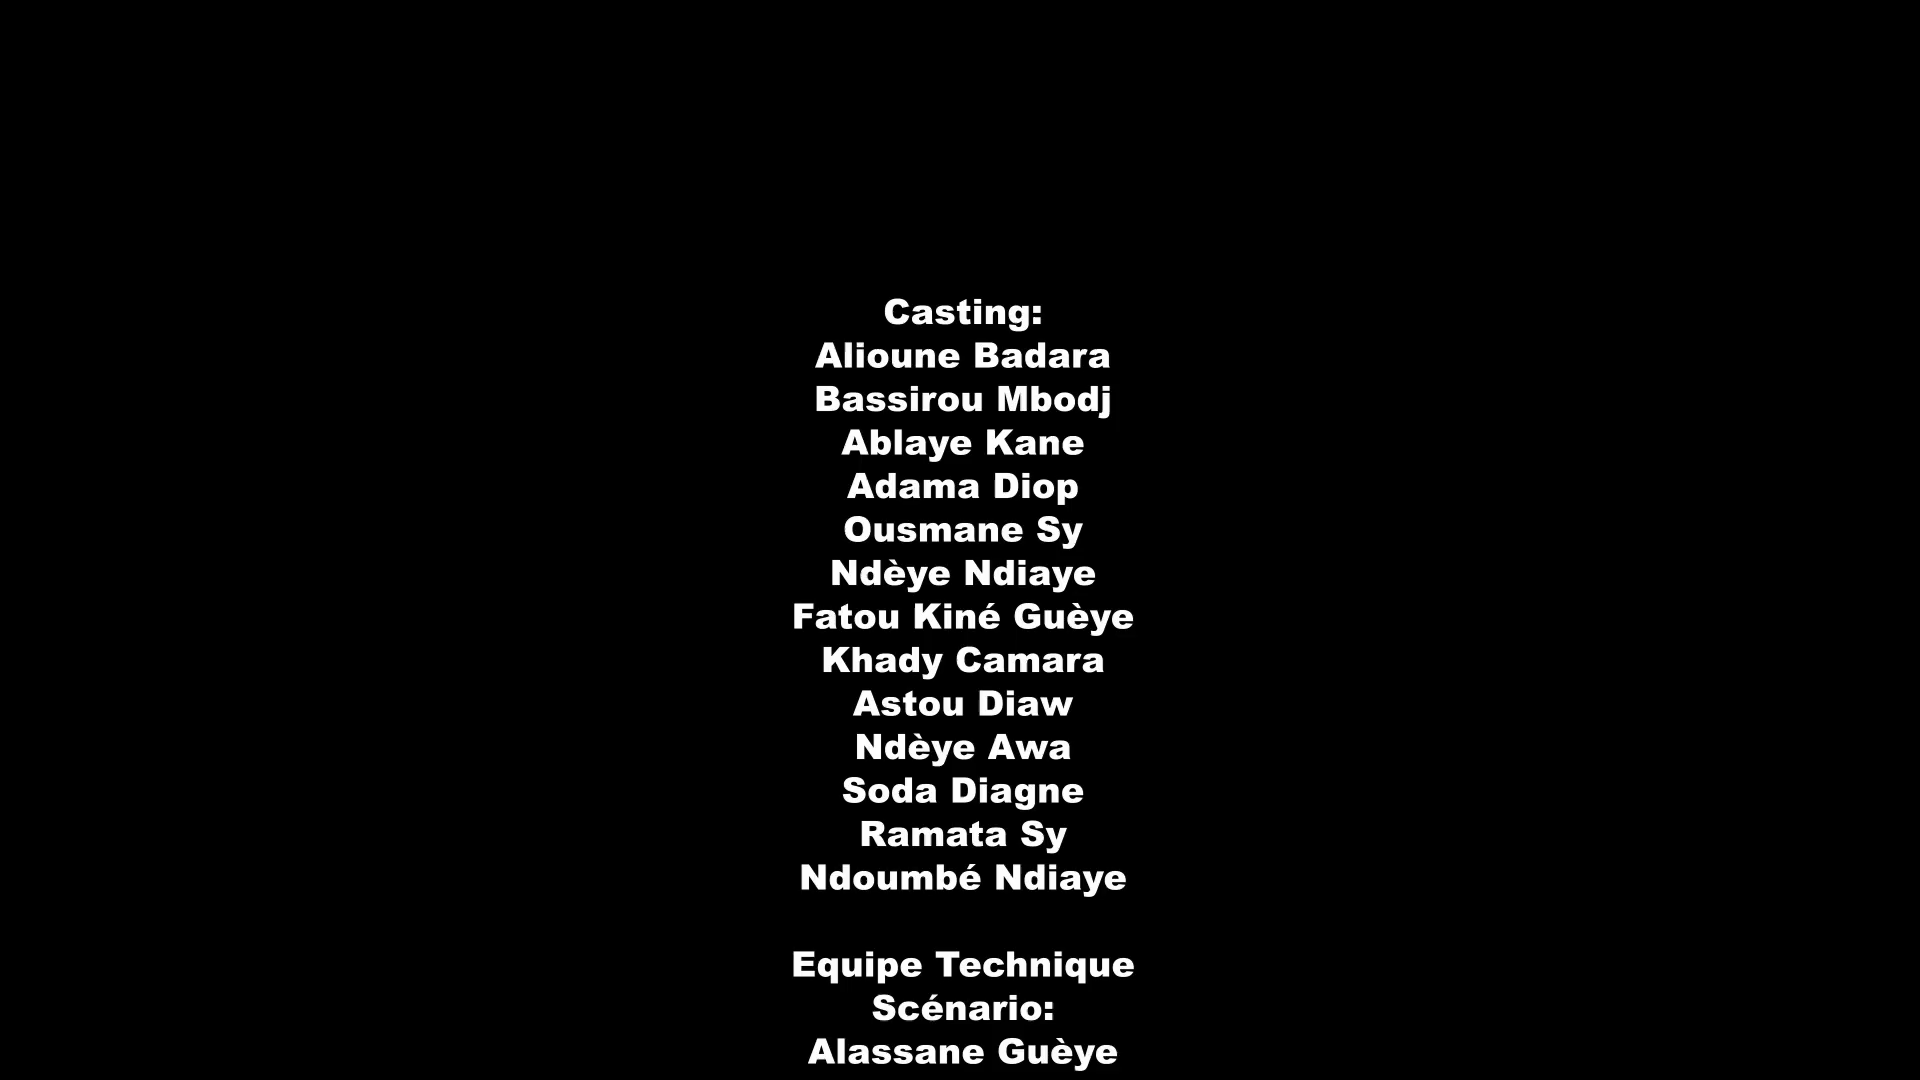 Casting:
Alioune Badara
Bassirou Mbodj
Ablaye Kane
Adama Diop
Ousmane Sy
Ndèye Ndiaye
Fatou Kiné Guèye
Khady Camara
Astou Diaw
Ndèye Awa
Soda Diagne
Ramata Sy
Ndoumbé Ndiaye
Equipe Technique
Scénario:
Alassane Guèye